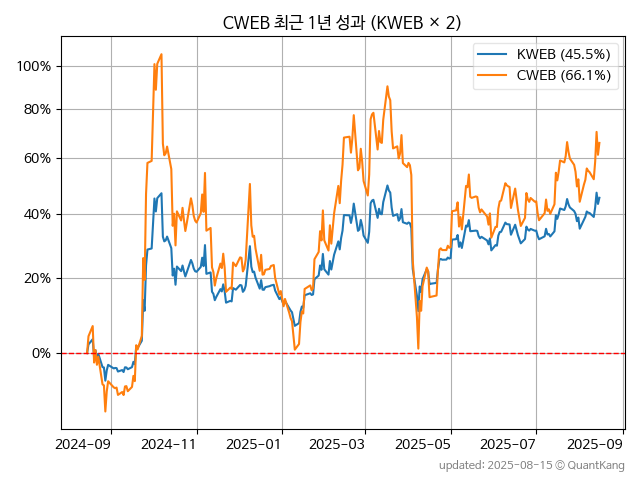 CWEB 최근 1년 성과 (KWEB × 2)
KWEB (45.5%)
CWEB (66.1%)
100%
80%
60%
40%
20%
0%
2024-09 2024-11 2025-01 2025-03 2025-05 2025-07 2025-09
updated: 2025-08-15 © QuantKang